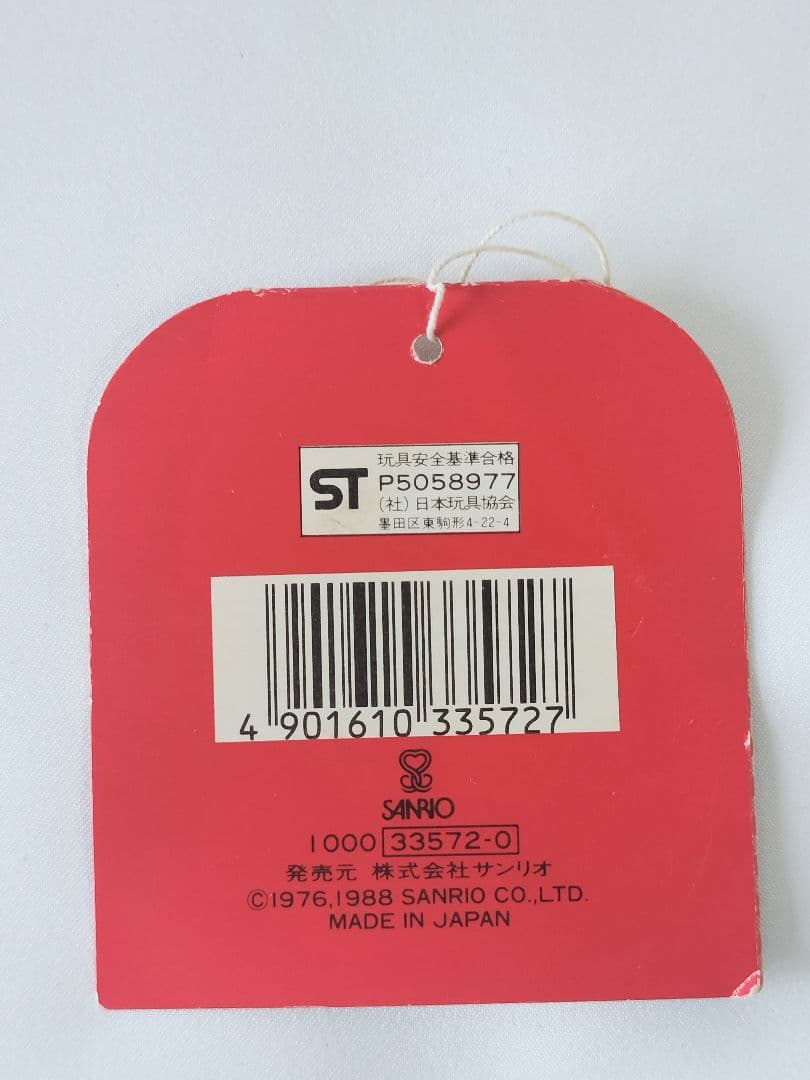 ST
玩具安全基準合格
P5058977
(社)日本玩具協会
墨田区東駒形4-22-4
4 901610 335727
SANRIO
1000 33572-0
発売元 株式会社サンリオ
©1976,1988 SANRIO CO.,LTD.
MADE IN JAPAN